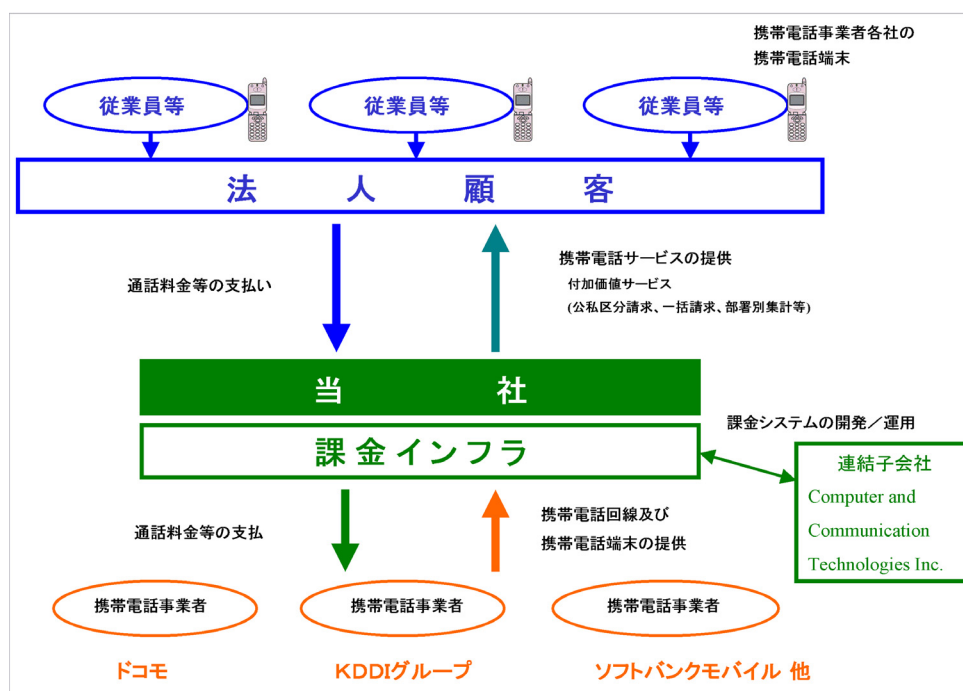 携帯電話事業者各社の
携帯電話端末
従業員等
従業員等
従業員等
法人顧客
通話料金等の支払い
携帯電話サービスの提供
付加価値サービス
(公私区分請求、一括請求、部署別集計等)
当社
課金インフラ
課金システムの開発／運用
連結子会社
Computer and
Communication
Technologies Inc.
通話料金等の支払
携帯電話回線及び
携帯電話端末の提供
携帯電話事業者
携帯電話事業者
携帯電話事業者
ドコモ
KDDIグループ
ソフトバンクモバイル 他